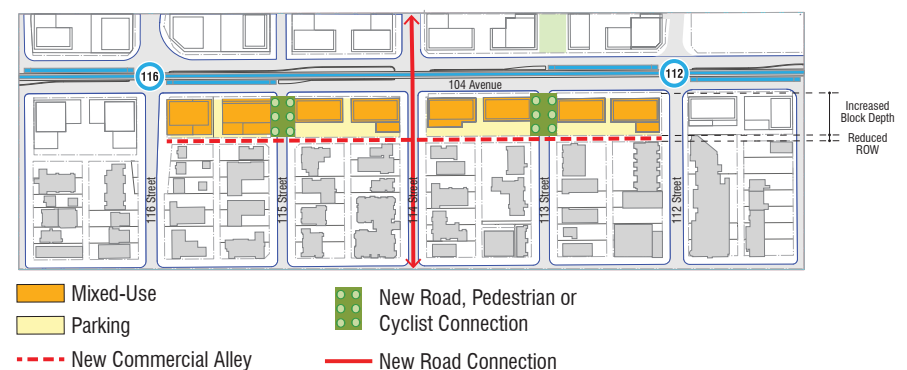 116
112
104 Avenue
Increased
Block Depth
Reduced
ROW
116 Street
115 Street
114 Street
113 Street
112 Street
Mixed-Use
Parking
New Commercial Alley
New Road, Pedestrian or
Cyclist Connection
New Road Connection